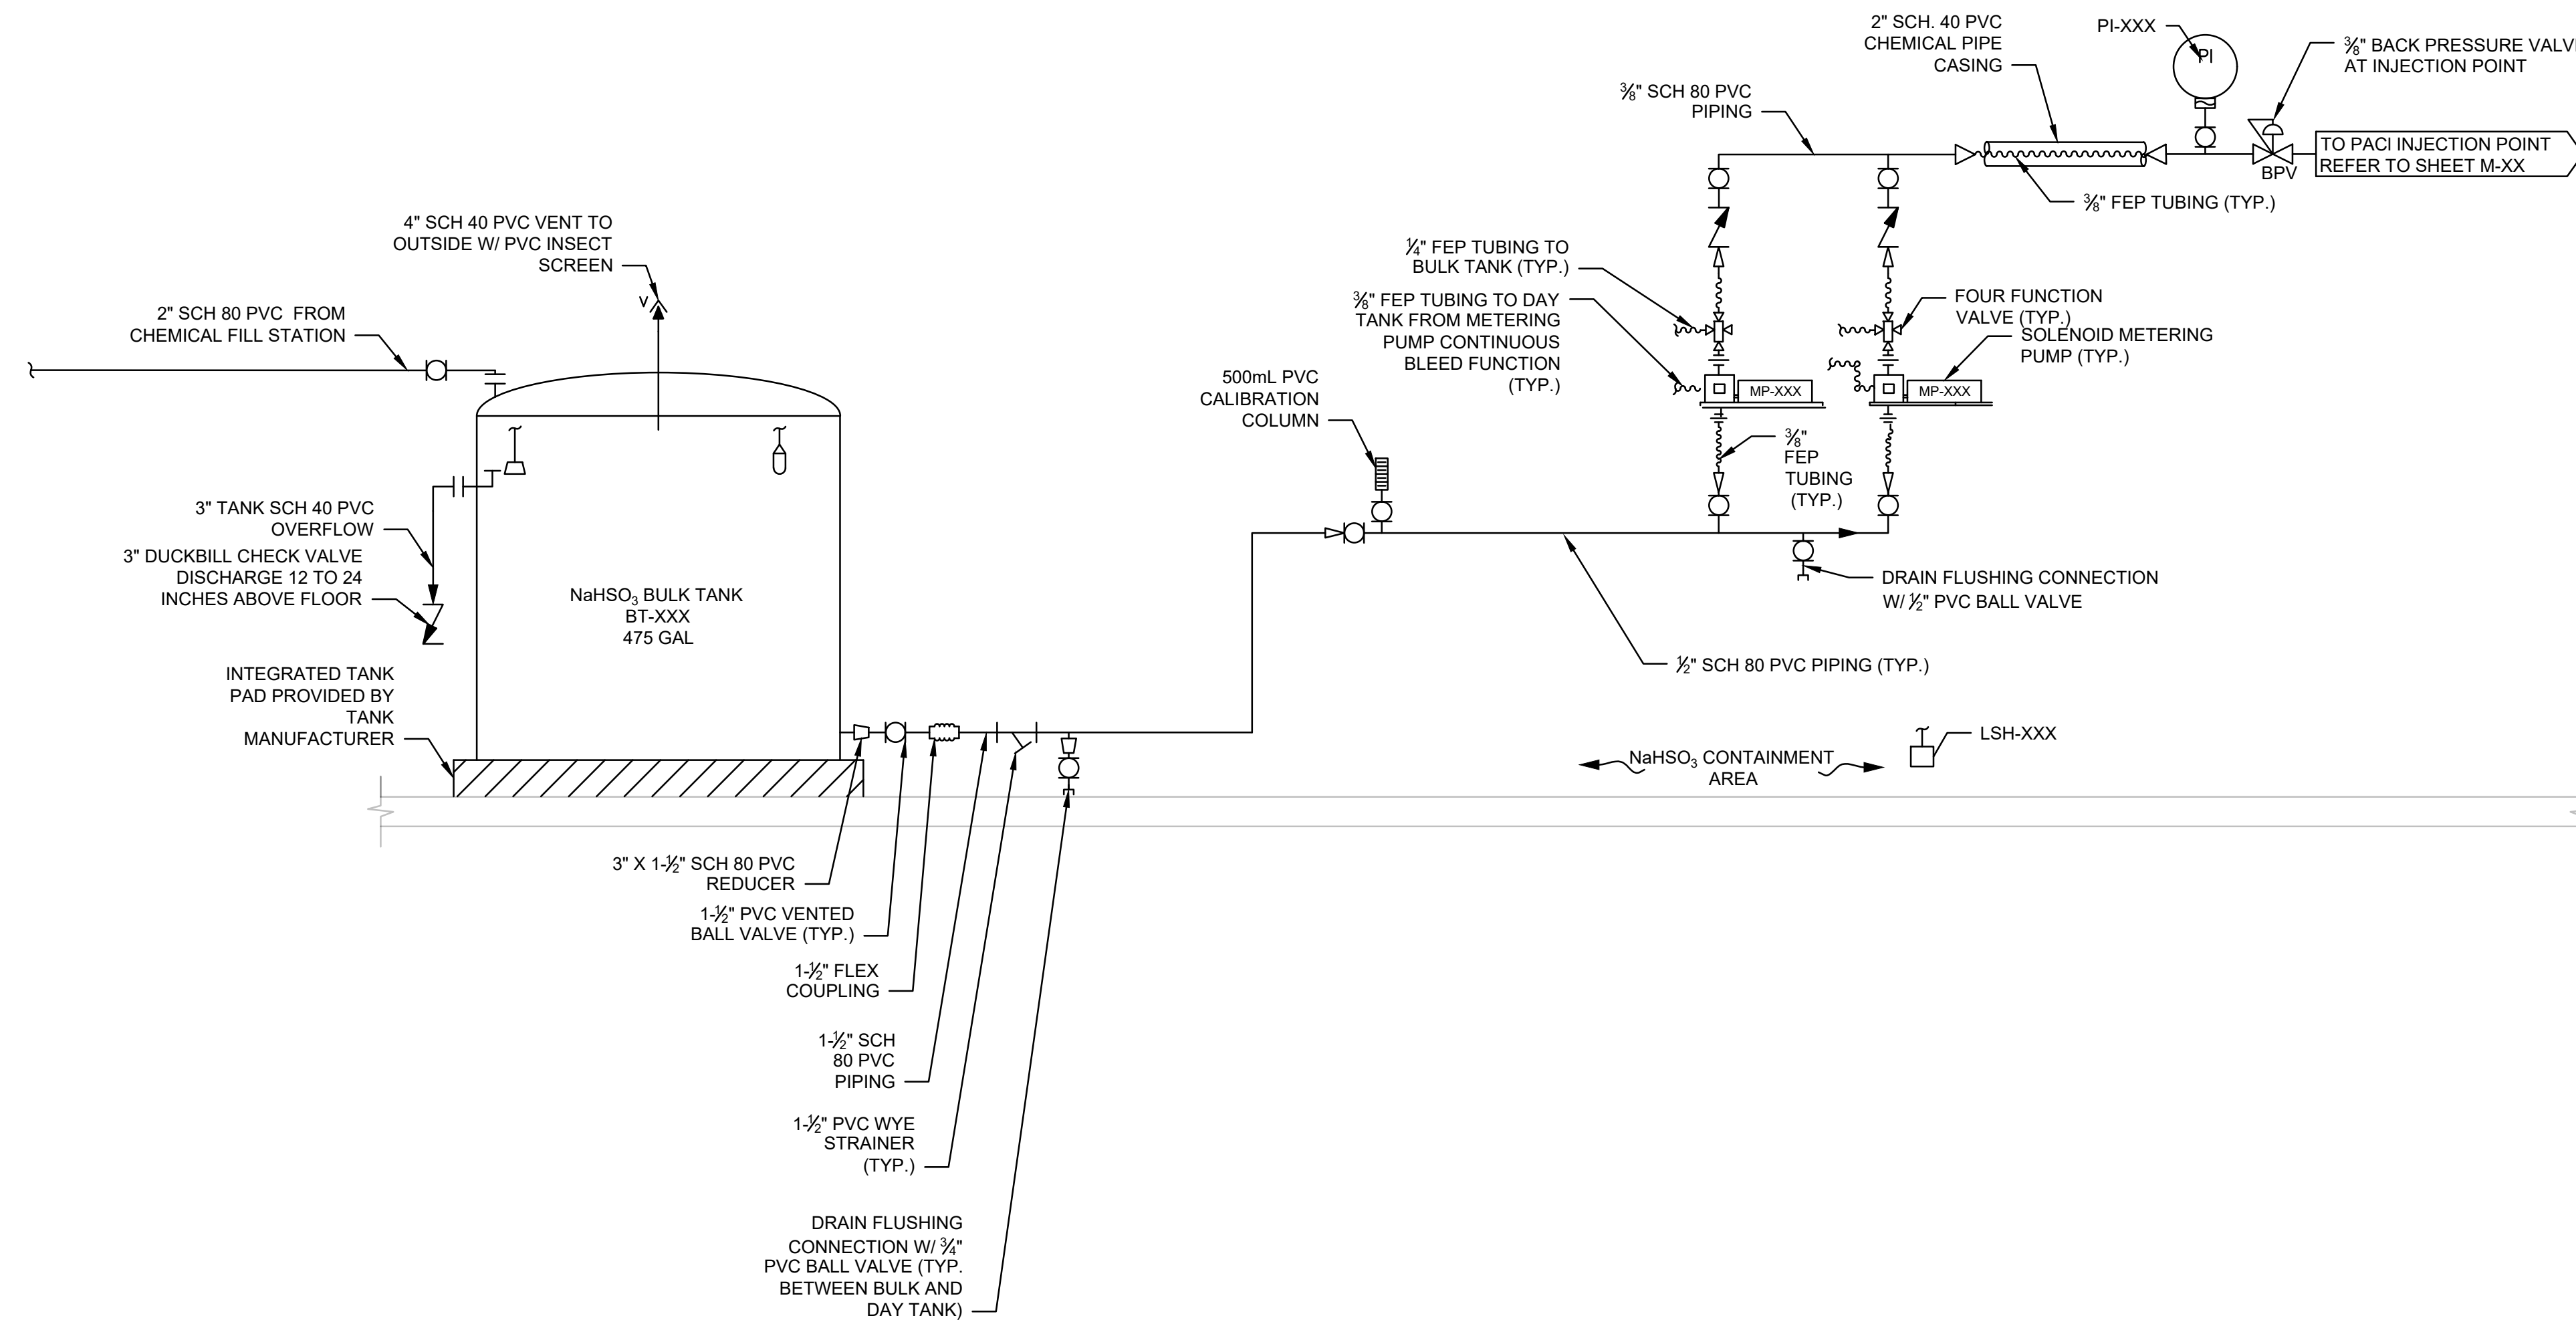 2" SCH. 40 PVC
CHEMICAL PIPE
CASING
PI-XXX
PI
⅜" BACK PRESSURE VALV
AT INJECTION POINT
⅜" SCH 80 PVC
PIPING
TO PACI INJECTION POINT
REFER TO SHEET M-XX
BPV
⅜" FEP TUBING (TYP.)
4" SCH 40 PVC VENT TO
OUTSIDE W/ PVC INSECT
SCREEN
V
2" SCH 80 PVC FROM
CHEMICAL FILL STATION
¼" FEP TUBING TO
BULK TANK (TYP.)
⅜" FEP TUBING TO DAY
TANK FROM METERING
PUMP CONTINUOUS
BLEED FUNCTION
(TYP.)
FOUR FUNCTION
VALVE (TYP.)
SOLENOID METERING
PUMP (TYP.)
MP-XXX
MP-XXX
500mL PVC
CALIBRATION
COLUMN
⅜"
FEP
TUBING
(TYP.)
3" TANK SCH 40 PVC
OVERFLOW
3" DUCKBILL CHECK VALVE
DISCHARGE 12 TO 24
INCHES ABOVE FLOOR
NaHSO₃ BULK TANK
BT-XXX
475 GAL
DRAIN FLUSHING CONNECTION
W/ ½" PVC BALL VALVE
½" SCH 80 PVC PIPING (TYP.)
INTEGRATED TANK
PAD PROVIDED BY
TANK
MANUFACTURER
NaHSO₃ CONTAINMENT
AREA
LSH-XXX
3" X 1-½" SCH 80 PVC
REDUCER
1-½" PVC VENTED
BALL VALVE (TYP.)
1-½" FLEX
COUPLING
1-½" SCH
80 PVC
PIPING
1-½" PVC WYE
STRAINER
(TYP.)
DRAIN FLUSHING
CONNECTION W/ ¾"
PVC BALL VALVE (TYP.
BETWEEN BULK AND
DAY TANK)